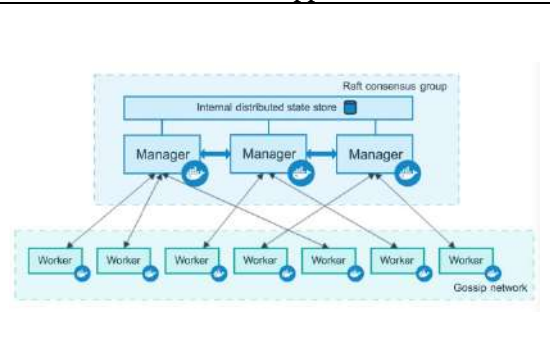 Raft consensus group
Internal distributed state store
Manager Manager Manager
Worker Worker Worker Worker Worker Worker Worker
Gossip network